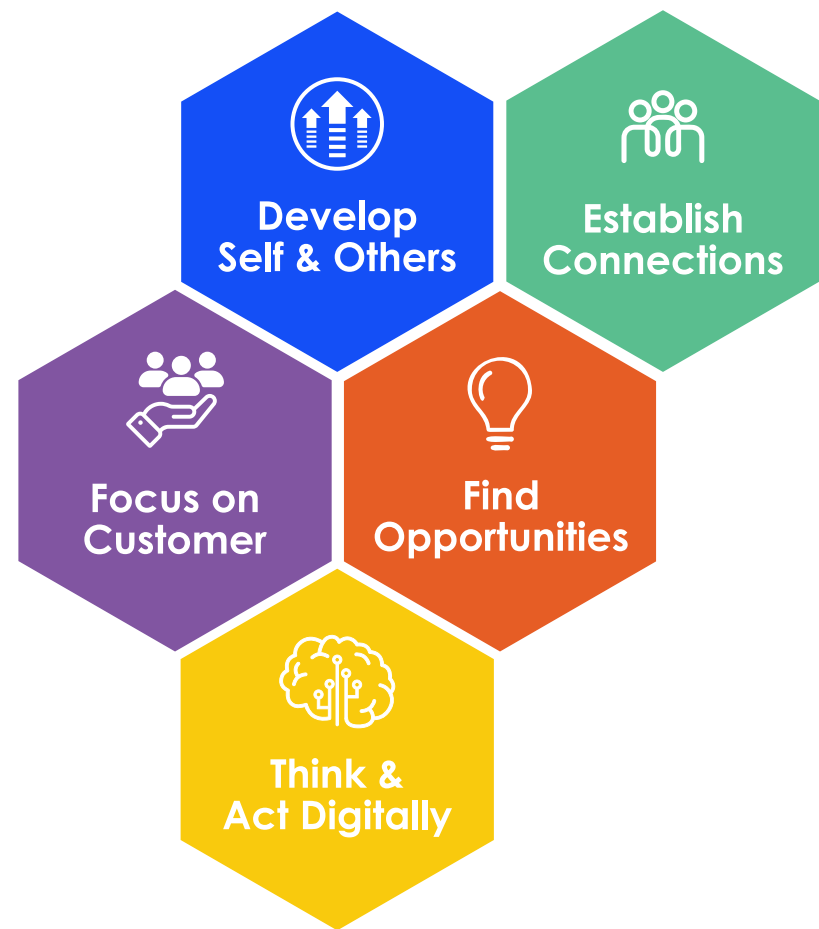 Develop
Self & Others
Establish
Connections
Focus on
Customer
Find
Opportunities
Think &
Act Digitally